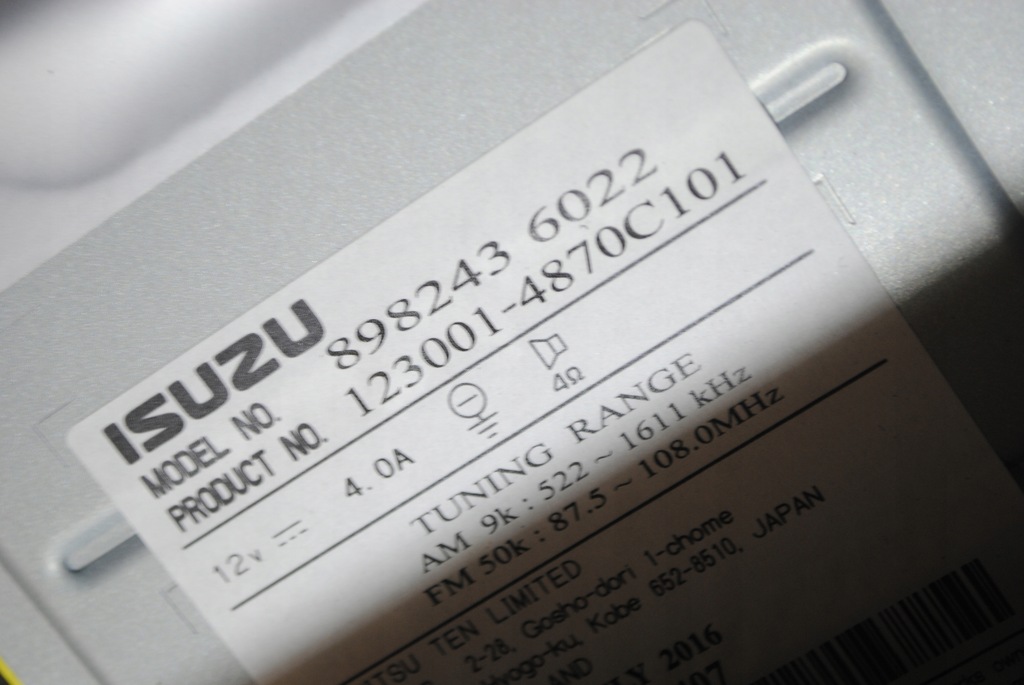 ISUZU
MODEL NO. 898243 6022
PRODUCT NO. 123001-4870C101
12v 4.0A 4Ω
TUNING RANGE
AM 9k : 522 ~ 1611 kHz
FM 50k : 87.5 ~ 108.0MHz
TEN LIMITED
2-28, Gosho-dori 1-chome
Kobe 652-8510, JAPAN
2016